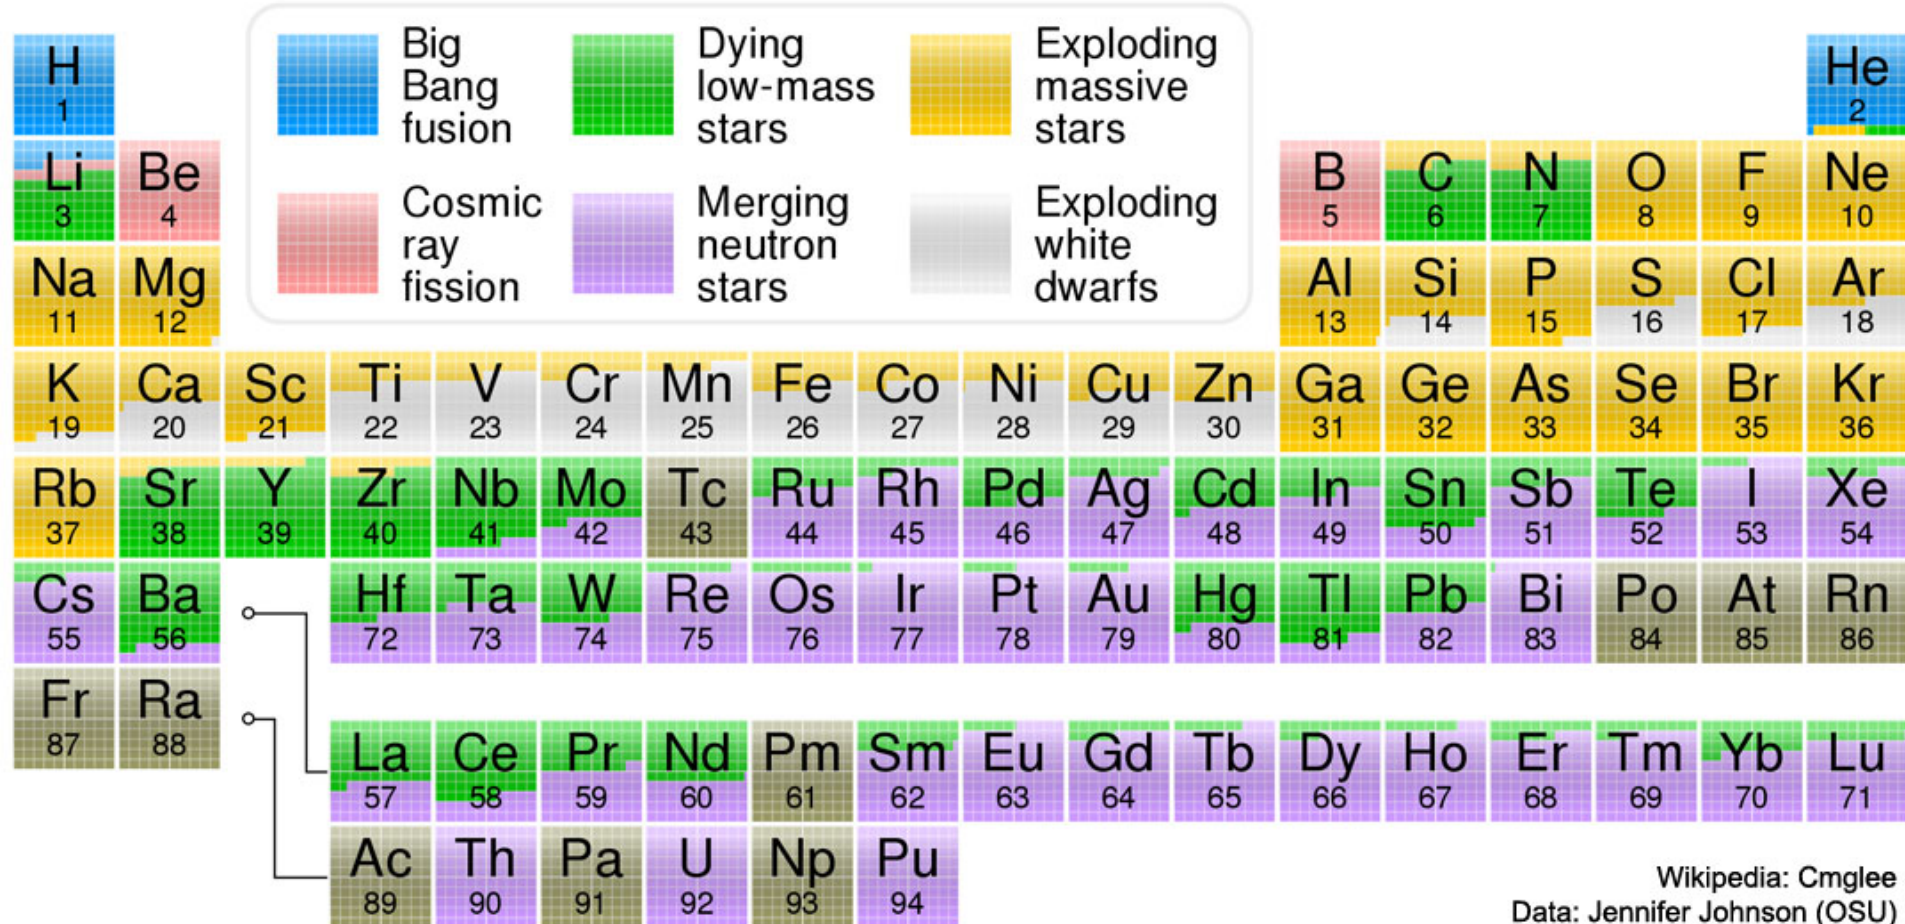 Big
Bang
fusion
Dying
low-mass
stars
Exploding
massive
stars
Cosmic
ray
fission
Merging
neutron
stars
Exploding
white
dwarfs
H He
1 2
Li Be B C N O F Ne
3 4 5 6 7 8 9 10
Na Mg Al Si P S Cl Ar
11 12 13 14 15 16 17 18
K Ca Sc Ti V Cr Mn Fe Co Ni Cu Zn Ga Ge As Se Br Kr
19 20 21 22 23 24 25 26 27 28 29 30 31 32 33 34 35 36
Rb Sr Y Zr Nb Mo Tc Ru Rh Pd Ag Cd In Sn Sb Te I Xe
37 38 39 40 41 42 43 44 45 46 47 48 49 50 51 52 53 54
Cs Ba Hf Ta W Re Os Ir Pt Au Hg Tl Pb Bi Po At Rn
55 56 72 73 74 75 76 77 78 79 80 81 82 83 84 85 86
Fr Ra
87 88
La Ce Pr Nd Pm Sm Eu Gd Tb Dy Ho Er Tm Yb Lu
57 58 59 60 61 62 63 64 65 66 67 68 69 70 71
Ac Th Pa U Np Pu
89 90 91 92 93 94
Wikipedia: Cmglee
Data: Jennifer Johnson (OSU)